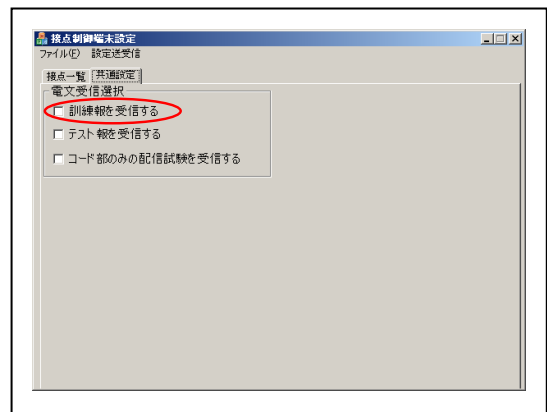 接点制御端末設定
ファイル(F) 設定送受信
接点一覧 共通設定
電文受信選択
訓練報を受信する
テスト報を受信する
コード部のみの配信試験を受信する